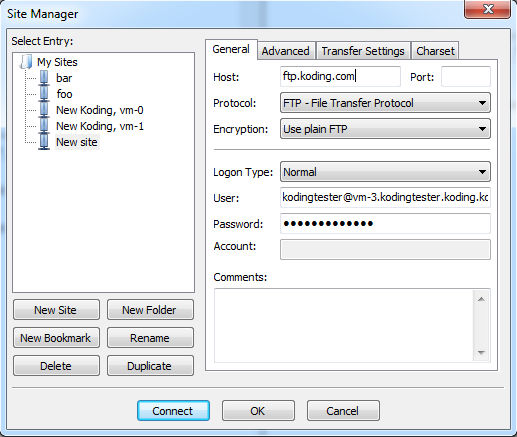 Site Manager
Select Entry:
My Sites
bar
foo
New Koding, vm-0
New Koding, vm-1
New site
New Site
New Folder
New Bookmark
Rename
Delete
Duplicate
General
Advanced
Transfer Settings
Charset
Host:
ftp.koding.com
Port:
Protocol:
FTP - File Transfer Protocol
Encryption:
Use plain FTP
Logon Type:
Normal
User:
kodingtester@vm-3.kodingtester.koding.kc
Password:
●●●●●●●●●●●●●
Account:
Comments:
Connect
OK
Cancel